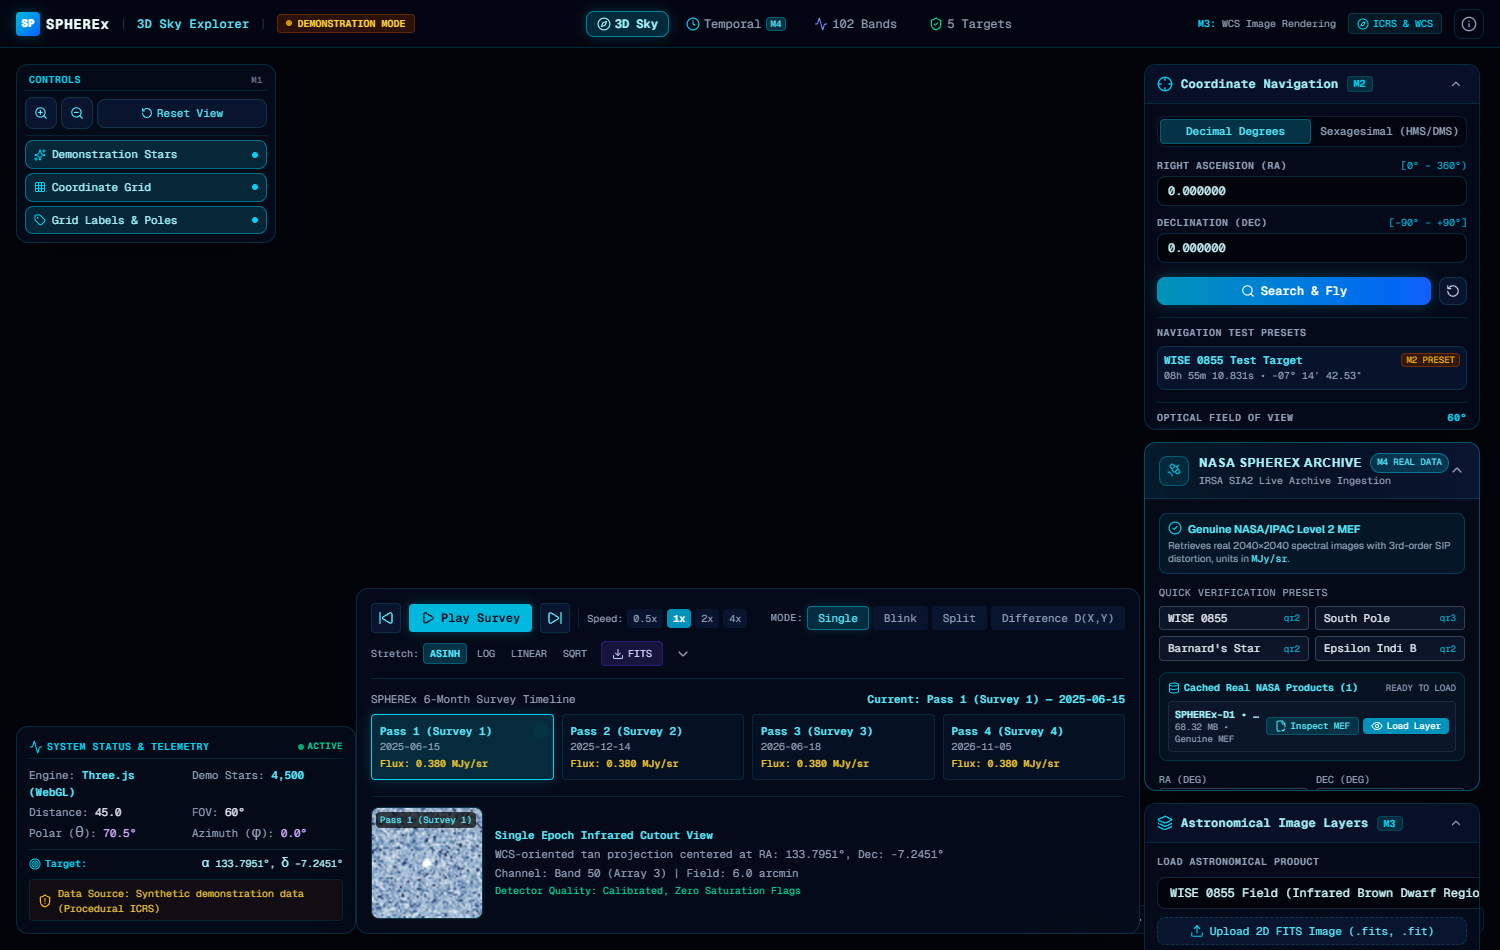 SP SPHEREx | 3D Sky Explorer | DEMONSTRATION MODE
3D Sky Temporal M4 102 Bands 5 Targets
M3: WCS Image Rendering ICRS & WCS
CONTROLS M1
Reset View
Demonstration Stars
Coordinate Grid
Grid Labels & Poles
Coordinate Navigation M2
Decimal Degrees Sexagesimal (HMS/DMS)
RIGHT ASCENSION (RA) [0° – 360°)
0.000000
DECLINATION (DEC) [-90° – +90°]
0.000000
Search & Fly
NAVIGATION TEST PRESETS
WISE 0855 Test Target M2 PRESET
08h 55m 10.831s • -07° 14' 42.53"
OPTICAL FIELD OF VIEW 60°
NASA SPHEREX ARCHIVE M4 REAL DATA
IRSA SIA2 Live Archive Ingestion
Genuine NASA/IPAC Level 2 MEF
Retrieves real 2040×2040 spectral images with 3rd-order SIP
distortion, units in MJy/sr.
QUICK VERIFICATION PRESETS
WISE 0855 qr2 South Pole qr3
Barnard's Star qr2 Epsilon Indi B qr2
Cached Real NASA Products (1) READY TO LOAD
SPHEREx-D1 • …
68.32 MB •
Genuine MEF
Inspect MEF Load Layer
RA (DEG) DEC (DEG)
Astronomical Image Layers M3
LOAD ASTRONOMICAL PRODUCT
WISE 0855 Field (Infrared Brown Dwarf Regio
Upload 2D FITS Image (.fits, .fit)
Play Survey Speed: 0.5x 1x 2x 4x MODE: Single Blink Split Difference D(X,Y)
Stretch: ASINH LOG LINEAR SQRT FITS
SPHEREx 6-Month Survey Timeline Current: Pass 1 (Survey 1) — 2025-06-15
Pass 1 (Survey 1)
2025-06-15
Flux: 0.380 MJy/sr
Pass 2 (Survey 2)
2025-12-14
Flux: 0.380 MJy/sr
Pass 3 (Survey 3)
2026-06-18
Flux: 0.380 MJy/sr
Pass 4 (Survey 4)
2026-11-05
Flux: 0.380 MJy/sr
Pass 1 (Survey 1)
Single Epoch Infrared Cutout View
WCS-oriented tan projection centered at RA: 133.7951°, Dec: -7.2451°
Channel: Band 50 (Array 3) | Field: 6.0 arcmin
Detector Quality: Calibrated, Zero Saturation Flags
SYSTEM STATUS & TELEMETRY ACTIVE
Engine: Three.js
(WebGL)
Demo Stars: 4,500
Distance: 45.0 FOV: 60°
Polar (θ): 70.5° Azimuth (φ): 0.0°
Target: α 133.7951°, δ -7.2451°
Data Source: Synthetic demonstration data
(Procedural ICRS)